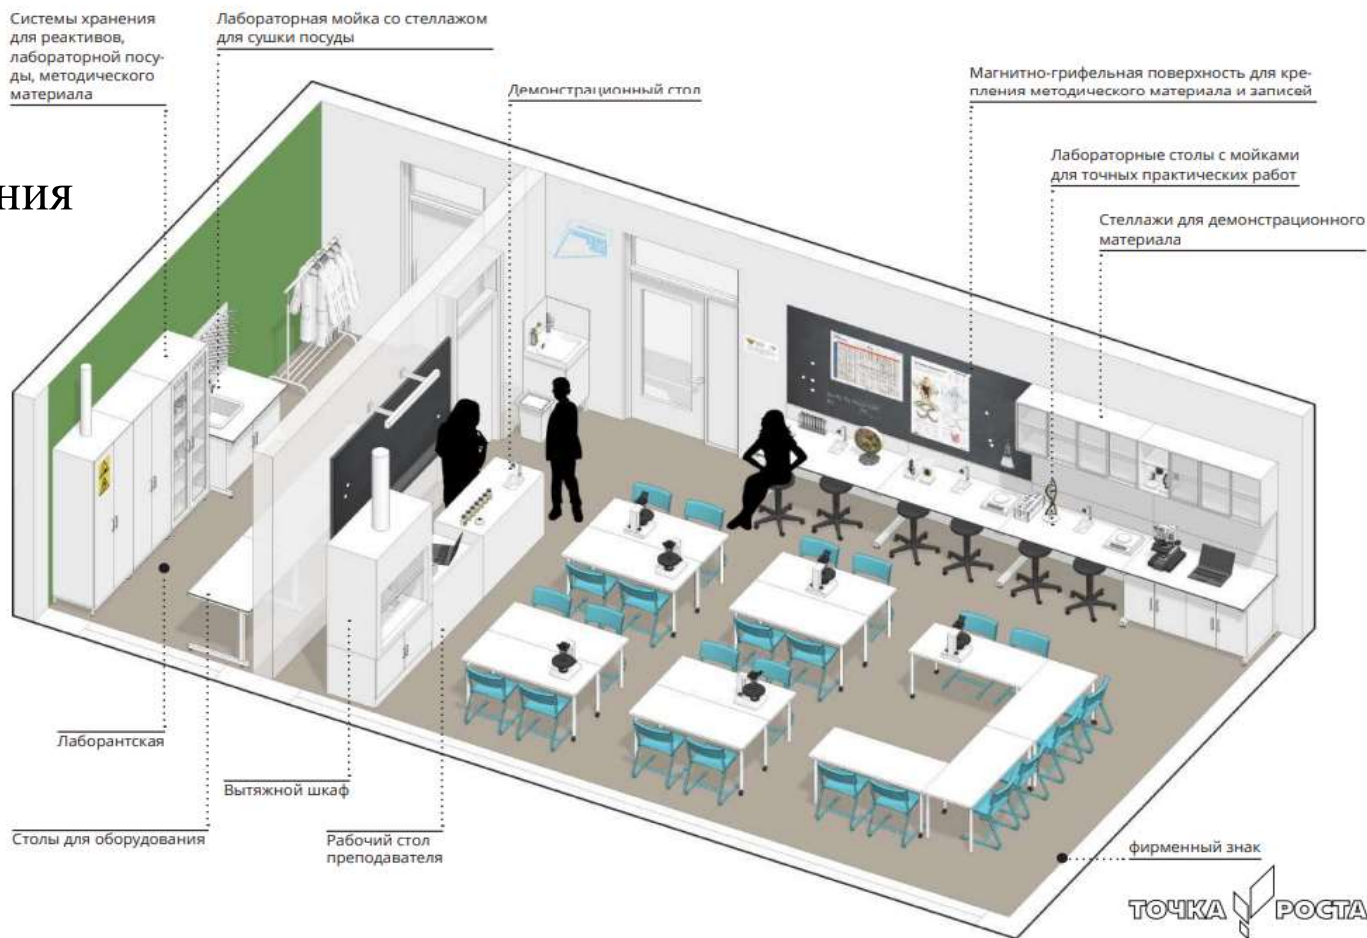 Системы хранения
для реактивов,
лабораторной посу-
ды, методического
материала
Лабораторная мойка со стеллажом
для сушки посуды
Демонстрационный стол
Магнитно-грифельная поверхность для кре-
пления методического материала и записей
Лабораторные столы с мойками
для точных практических работ
Стеллажи для демонстрационного
материала
ния
Лаборантская
Вытяжной шкаф
Столы для оборудования
Рабочий стол
преподавателя
фирменный знак
ТОЧКА РОСТА